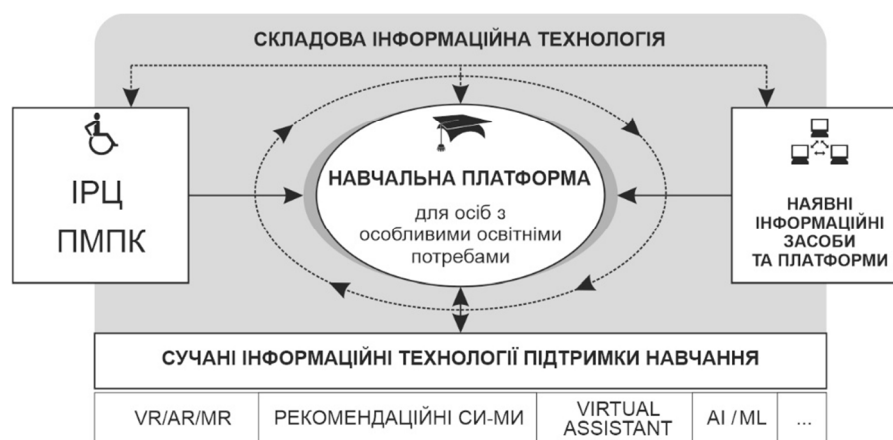 СКЛАДОВА ІНФОРМАЦІЙНА ТЕХНОЛОГІЯ
ІРЦ
ПМПК
НАВЧАЛЬНА ПЛАТФОРМА
для осіб з
особливими освітніми
потребами
НАЯВНІ
ІНФОРМАЦІЙНІ
ЗАСОБИ
ТА ПЛАТФОРМИ
СУЧАНІ ІНФОРМАЦІЙНІ ТЕХНОЛОГІЇ ПІДТРИМКИ НАВЧАННЯ
VR/AR/MR
РЕКОМЕНДАЦІЙНІ СИ-МИ
VIRTUAL
ASSISTANT
AI / ML
...